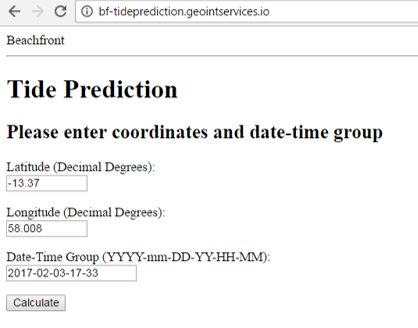 bf-tideprediction.geointservices.io
Beachfront
Tide Prediction
Please enter coordinates and date-time group
Latitude (Decimal Degrees):
-13.37
Longitude (Decimal Degrees):
58.008
Date-Time Group (YYYY-mm-DD-YY-HH-MM):
2017-02-03-17-33
Calculate